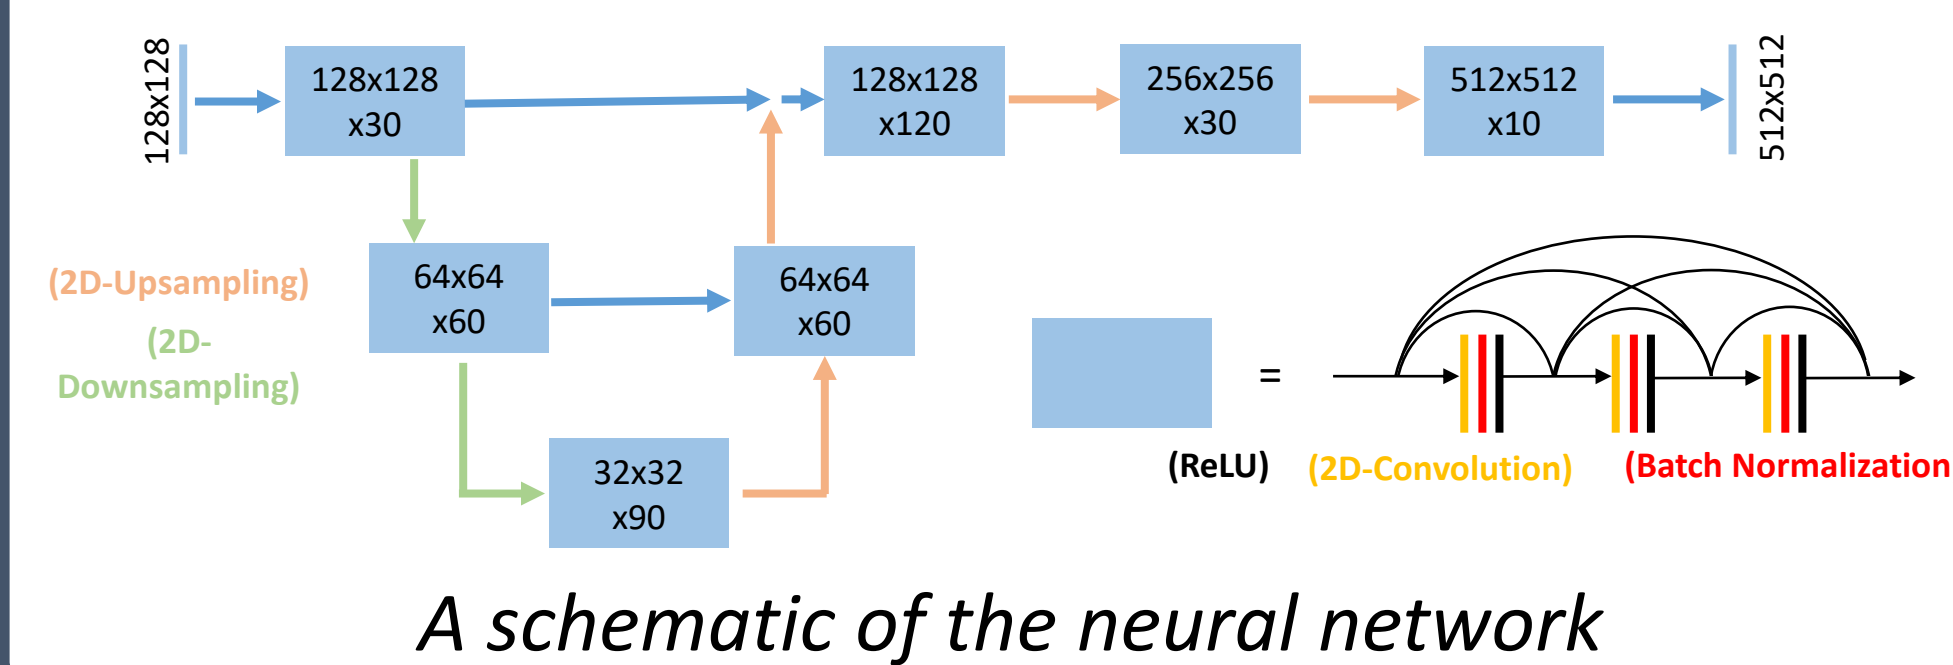 128x128
128x128
x30
128x128
x120
256x256
x30
512x512
x10
512x512
(2D-Upsampling)
(2D-
Downsampling)
64x64
x60
64x64
x60
32x32
x90
=
(ReLU)
(2D-Convolution)
(Batch Normalization
A schematic of the neural network